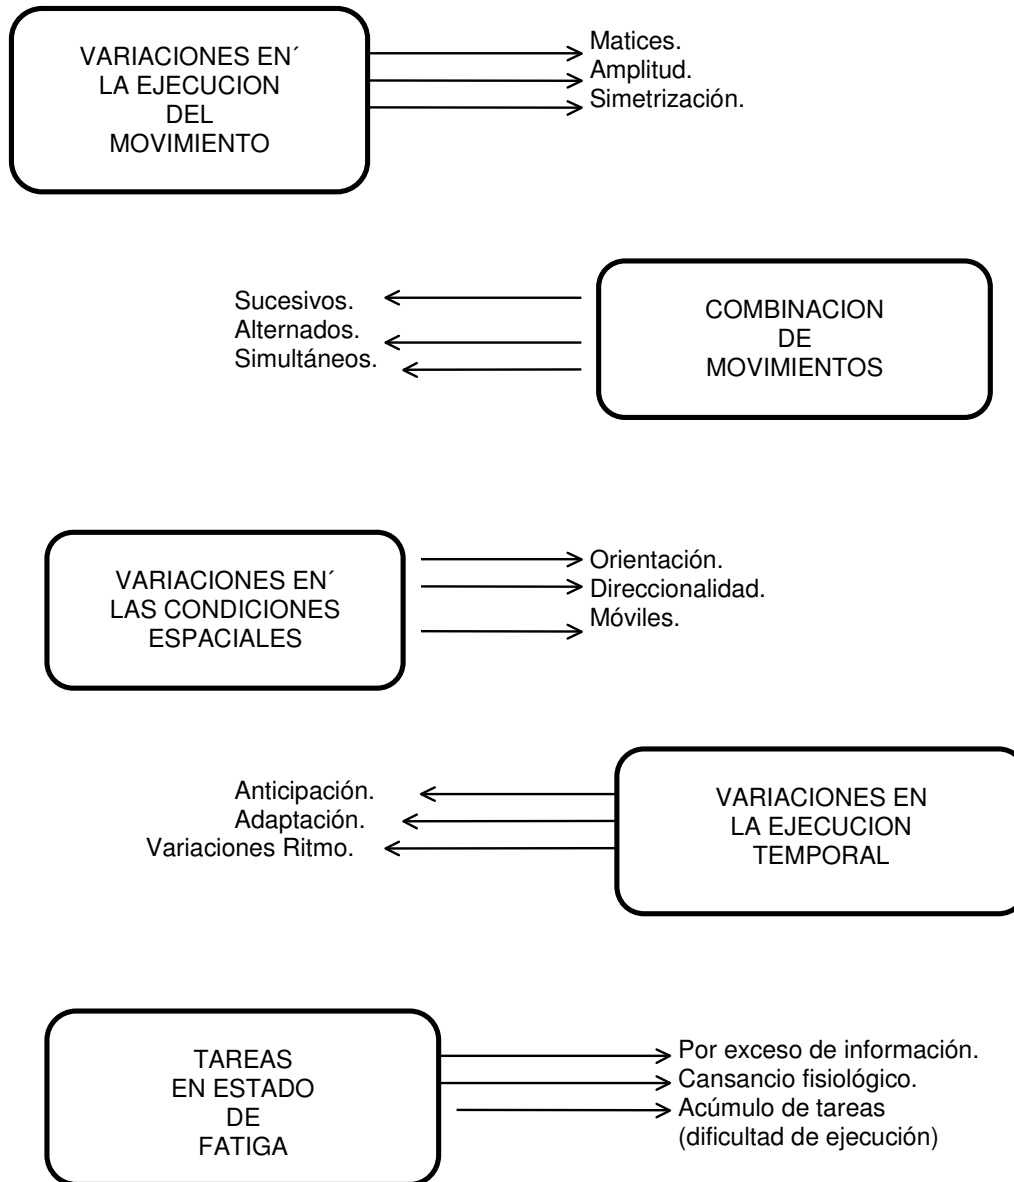 VARIACIONES EN´
LA EJECUCION
DEL
MOVIMIENTO
Matices.
Amplitud.
Simetrización.
Sucesivos.
Alternados.
Simultáneos.
COMBINACION
DE
MOVIMIENTOS
VARIACIONES EN´
LAS CONDICIONES
ESPACIALES
Orientación.
Direccionalidad.
Móviles.
Anticipación.
Adaptación.
Variaciones Ritmo.
VARIACIONES EN
LA EJECUCION
TEMPORAL
TAREAS
EN ESTADO
DE
FATIGA
Por exceso de información.
Cansancio fisiológico.
Acúmulo de tareas
(dificultad de ejecución)